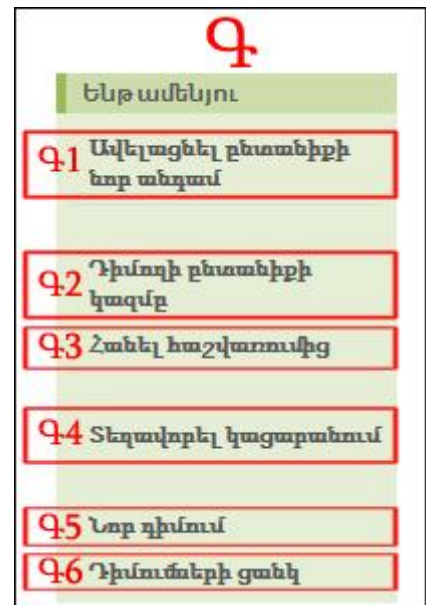 Գ
Ենթամենյու
Գ1 Ավելացնել ընտանիքի
նոր անդամ
Գ2 Դիմողի ընտանիքի
կազմը
Գ3 Հանել հաշվառումից
Գ4 Տեղավորել կացարանում
Գ5 Նոր դիմում
Գ6 Դիմումների ցանկ